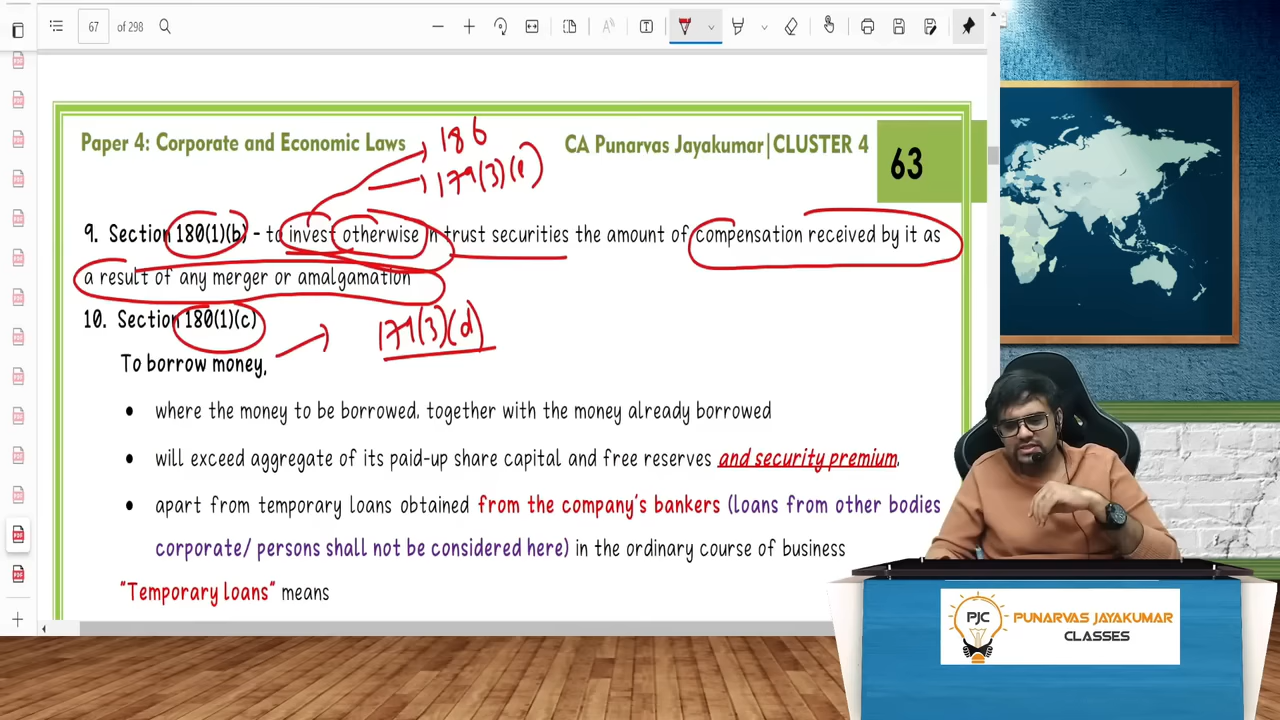 67 of 298
Paper 4: Corporate and Economic Laws
CA Punarvas Jayakumar|CLUSTER 4
63
186
179(3)(e)
9. Section 180(1)(b) - to invest otherwise in trust securities the amount of compensation received by it as
a result of any merger or amalgamation
10. Section 180(1)(c)
179(3)(d)
To borrow money,
• where the money to be borrowed, together with the money already borrowed
• will exceed aggregate of its paid-up share capital and free reserves and security premium.
• apart from temporary loans obtained from the company's bankers (loans from other bodies
corporate/ persons shall not be considered here) in the ordinary course of business
"Temporary loans" means
PJC
PUNARVAS JAYAKUMAR
CLASSES